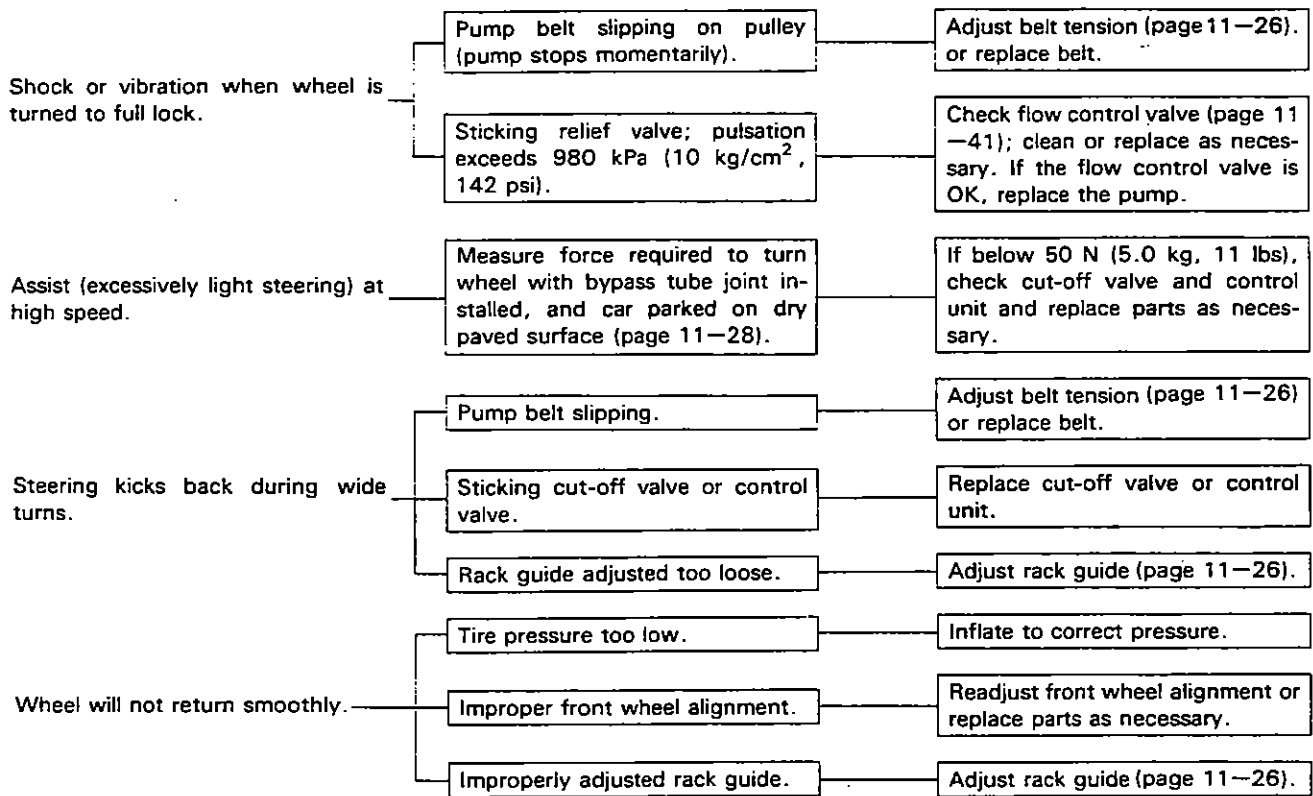 Shock or vibration when wheel is
turned to full lock.
Pump belt slipping on pulley
(pump stops momentarily).
Adjust belt tension (page 11—26).
or replace belt.
Sticking relief valve; pulsation
exceeds 980 kPa (10 kg/cm², 
142 psi).
Check flow control valve (page 11
—41); clean or replace as neces-
sary. If the flow control valve is
OK, replace the pump.
Assist (excessively light steering) at
high speed.
Measure force required to turn
wheel with bypass tube joint in-
stalled, and car parked on dry
paved surface (page 11—28).
If below 50 N (5.0 kg, 11 lbs),
check cut-off valve and control
unit and replace parts as neces-
sary.
Steering kicks back during wide
turns.
Pump belt slipping.
Adjust belt tension (page 11—26)
or replace belt.
Sticking cut-off valve or control
valve.
Replace cut-off valve or control
unit.
Rack guide adjusted too loose.
Adjust rack guide (page 11—26).
Wheel will not return smoothly.
Tire pressure too low.
Inflate to correct pressure.
Improper front wheel alignment.
Readjust front wheel alignment or
replace parts as necessary.
Improperly adjusted rack guide.
Adjust rack guide (page 11—26).